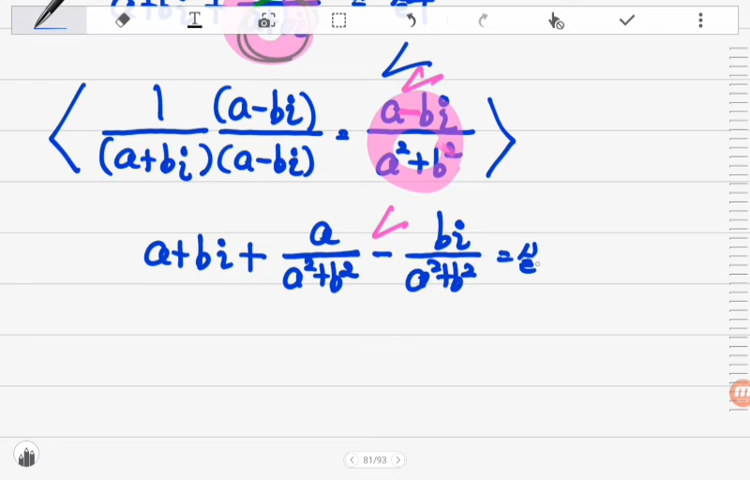 ⟨ 1/(a+bi) (a-bi)/(a-bi) = a-bi/a²+b² ⟩
a+bi + a/a²+b² - bi/a²+b² =
81/93